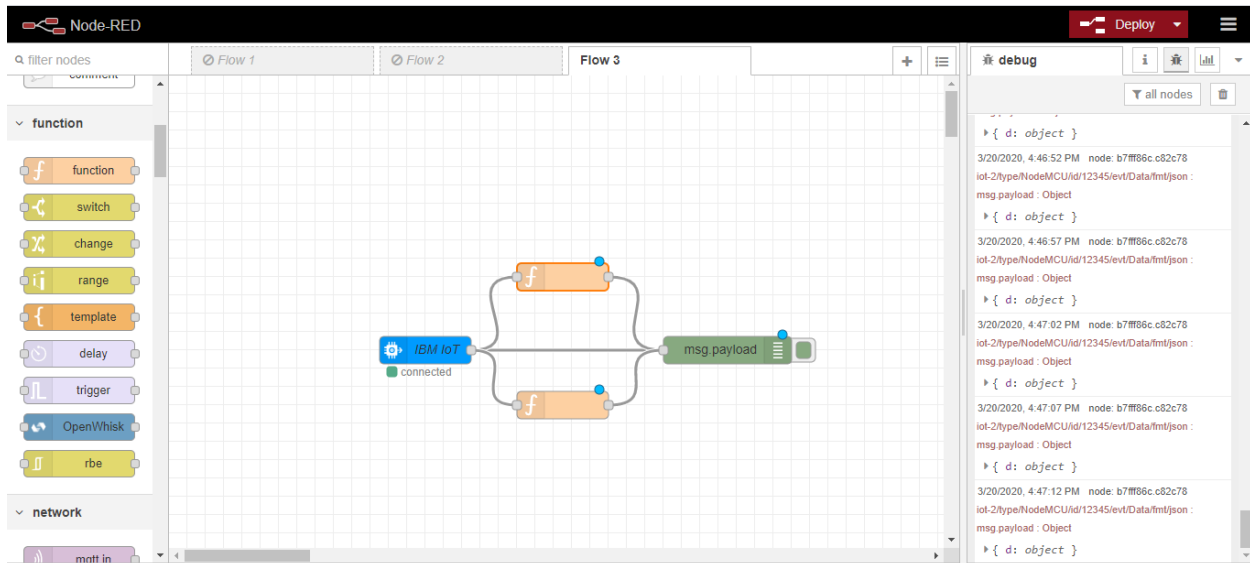 Node-RED
Deploy
filter nodes
Flow 1
Flow 2
Flow 3
debug
i
all nodes
comment
function
function
switch
change
range
template
delay
trigger
OpenWhisk
rbe
network
mqtt in
IBM IoT
connected
f
f
msg.payload
{ d: object }
3/20/2020, 4:46:52 PM node: b7fff86c.c82c78
iot-2/type/NodeMCU/id/12345/evt/Data/fmt/json :
msg.payload : Object
{ d: object }
3/20/2020, 4:46:57 PM node: b7fff86c.c82c78
iot-2/type/NodeMCU/id/12345/evt/Data/fmt/json :
msg.payload : Object
{ d: object }
3/20/2020, 4:47:02 PM node: b7fff86c.c82c78
iot-2/type/NodeMCU/id/12345/evt/Data/fmt/json :
msg.payload : Object
{ d: object }
3/20/2020, 4:47:07 PM node: b7fff86c.c82c78
iot-2/type/NodeMCU/id/12345/evt/Data/fmt/json :
msg.payload : Object
{ d: object }
3/20/2020, 4:47:12 PM node: b7fff86c.c82c78
iot-2/type/NodeMCU/id/12345/evt/Data/fmt/json :
msg.payload : Object
{ d: object }